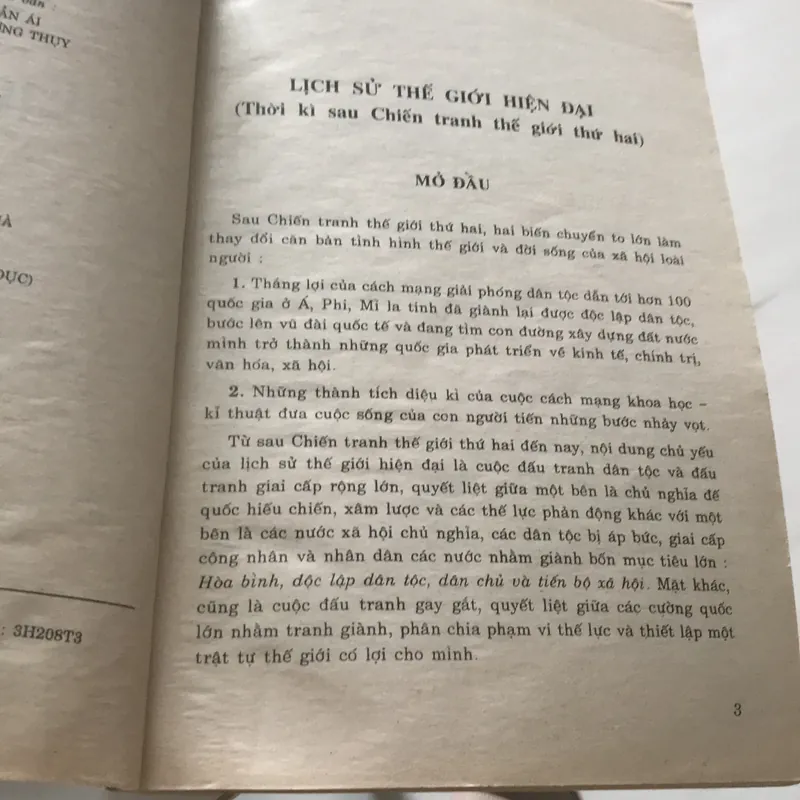 ẤN ÁI
NG THỤY
DỤC)
: 3H208T3
LỊCH SỬ THẾ GIỚI HIỆN ĐẠI
(Thời kì sau Chiến tranh thế giới thứ hai)
MỞ ĐẦU
Sau Chiến tranh thế giới thứ hai, hai biến chuyển to lớn làm
thay đổi căn bản tình hình thế giới và đời sống của xã hội loài
người :
1. Thắng lợi của cách mạng giải phóng dân tộc dẫn tới hơn 100
quốc gia ở Á, Phi, Mĩ la tinh đã giành lại được độc lập dân tộc,
bước lên vũ đài quốc tế và đang tìm con đường xây dựng đất nước
mình trở thành những quốc gia phát triển về kinh tế, chính trị,
văn hóa, xã hội.
2. Những thành tích diệu kì của cuộc cách mạng khoa học –
kĩ thuật đưa cuộc sống của con người tiến những bước nhảy vọt.
Từ sau Chiến tranh thế giới thứ hai đến nay, nội dung chủ yếu
của lịch sử thế giới hiện đại là cuộc đấu tranh dân tộc và đấu
tranh giai cấp rộng lớn, quyết liệt giữa một bên là chủ nghĩa đế
quốc hiếu chiến, xâm lược và các thế lực phản động khác với một
bên là các nước xã hội chủ nghĩa, các dân tộc bị áp bức, giai cấp
công nhân và nhân dân các nước nhằm giành bốn mục tiêu lớn :
Hòa bình, độc lập dân tộc, dân chủ và tiến bộ xã hội. Mặt khác,
cũng là cuộc đấu tranh gay gắt, quyết liệt giữa các cường quốc
lớn nhằm tranh giành, phân chia phạm vi thế lực và thiết lập một
trật tự thế giới có lợi cho mình.
3